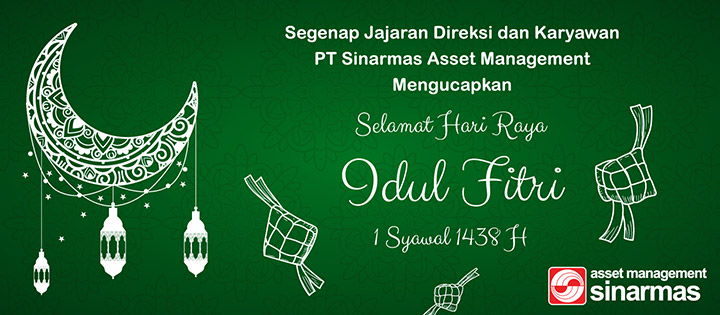 Segenap Jajaran Direksi dan Karyawan
PT Sinarmas Asset Management
Mengucapkan
Selamat Hari Raya
Idul Fitri
1 Syawal 1438 H
asset management
sinarmas